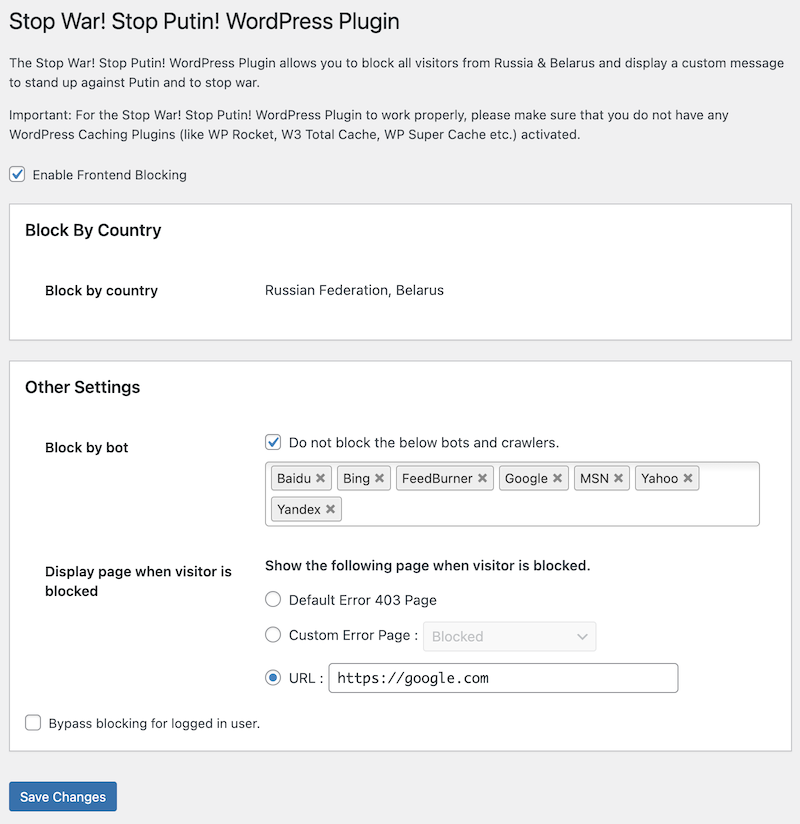 Stop War! Stop Putin! WordPress Plugin
The Stop War! Stop Putin! WordPress Plugin allows you to block all visitors from Russia & Belarus and display a custom message
to stand up against Putin and to stop war.
Important: For the Stop War! Stop Putin! WordPress Plugin to work properly, please make sure that you do not have any
WordPress Caching Plugins (like WP Rocket, W3 Total Cache, WP Super Cache etc.) activated.
Enable Frontend Blocking
Block By Country
Block by country Russian Federation, Belarus
Other Settings
Block by bot Do not block the below bots and crawlers.
Baidu Bing FeedBurner Google MSN Yahoo
Yandex
Display page when visitor is
blocked
Show the following page when visitor is blocked.
Default Error 403 Page
Custom Error Page : Blocked
URL : https://google.com
Bypass blocking for logged in user.
Save Changes